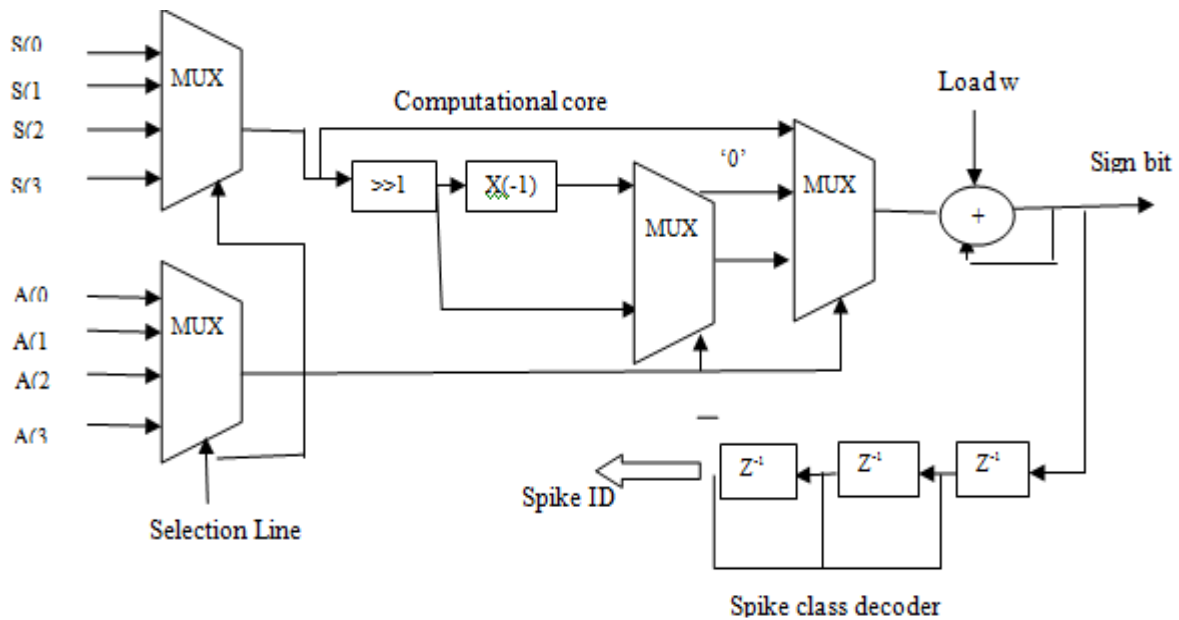 S(0
S(1
S(2
S(3
MUX
Computational core
>>1
X(-1)
MUX
'0'
MUX
Load w
+
Sign bit
A(0
A(1
A(2
A(3
MUX
Selection Line
Spike ID
Z-1
Z-1
Z-1
Spike class decoder